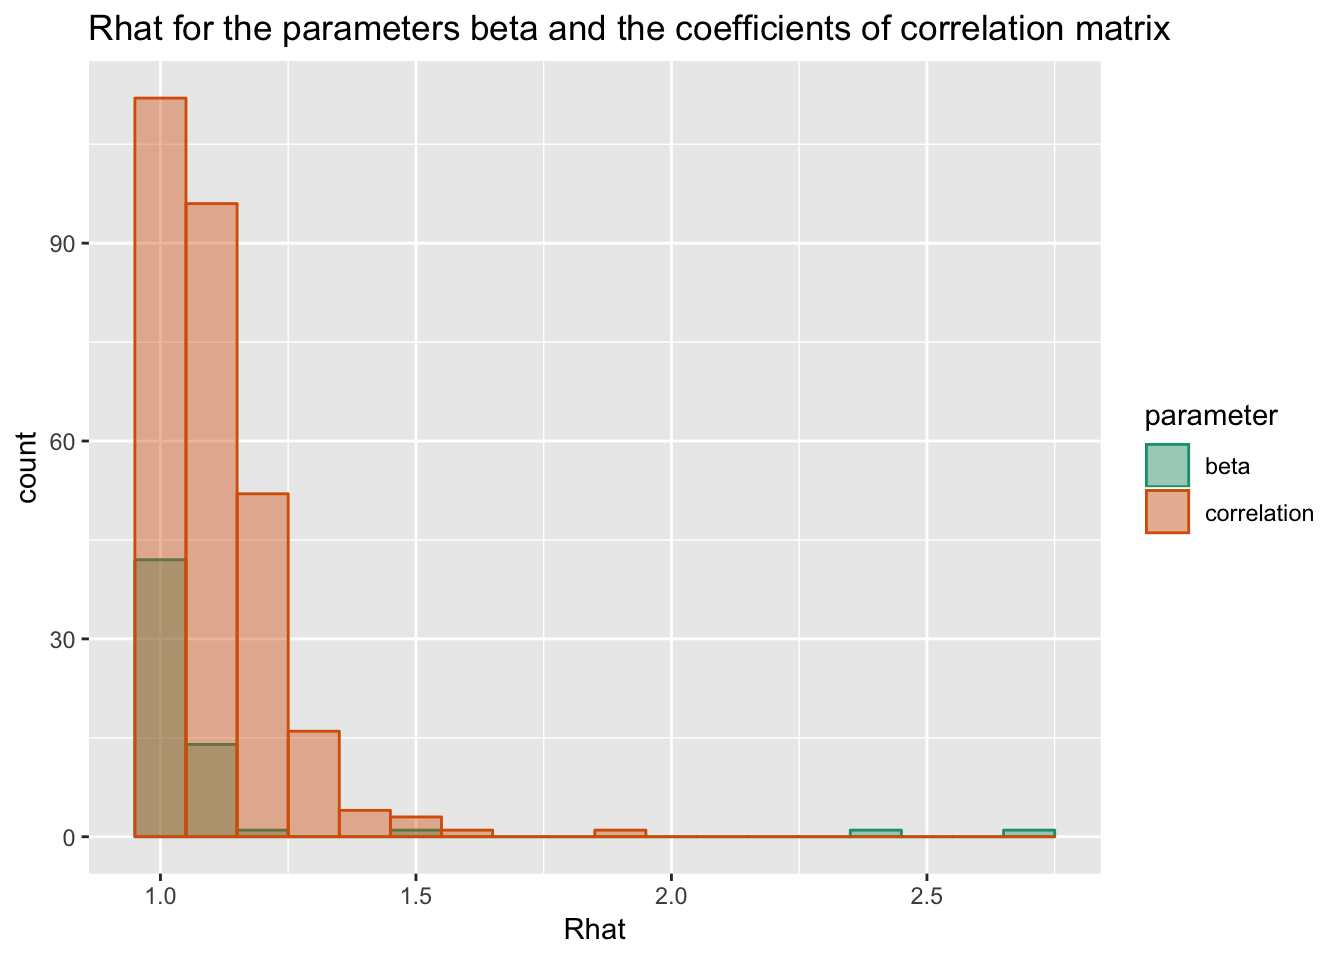 Rhat for the parameters beta and the coefficients of correlation matrix
90
60
30
0
count
1.0 1.5 2.0 2.5
Rhat
parameter
beta
correlation